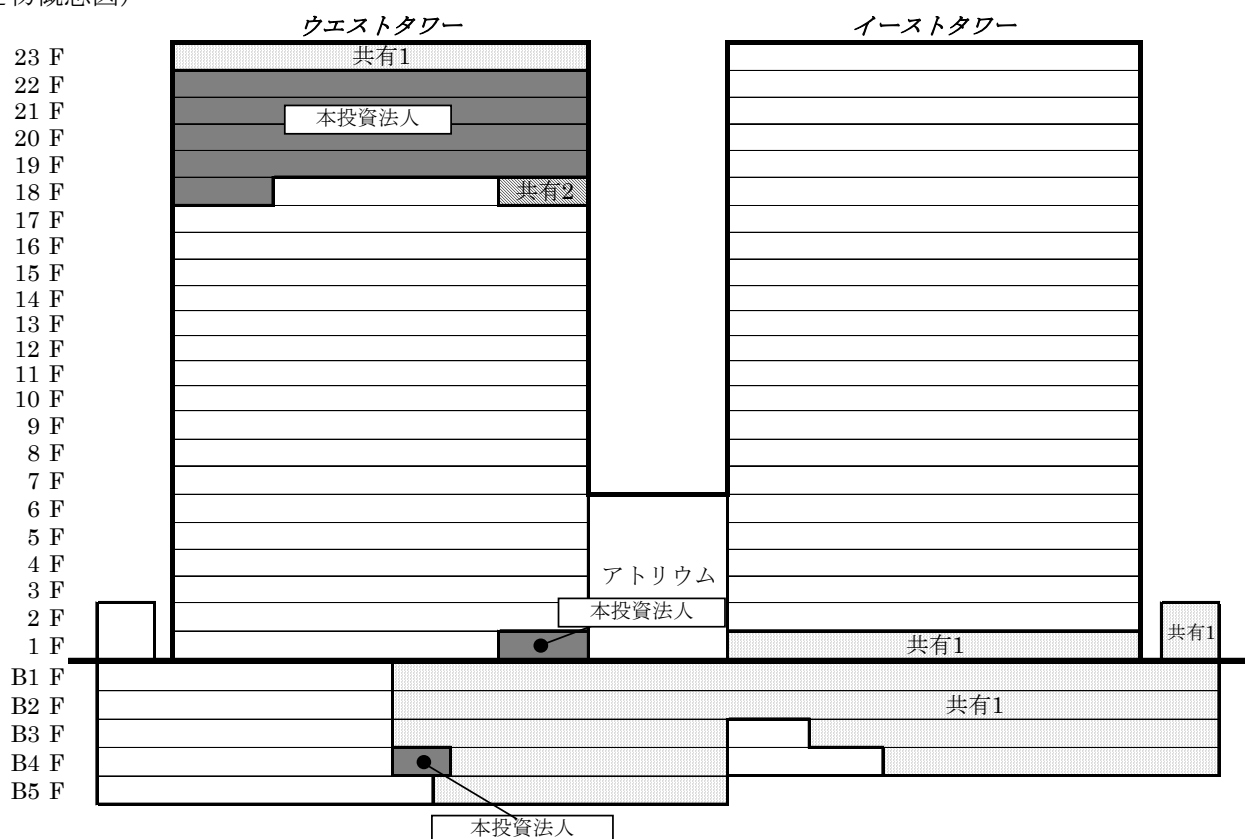 ウエストタワー
イーストタワー
23 F
共有1
22 F
21 F
本投資法人
20 F
19 F
18 F
共有2
17 F
16 F
15 F
14 F
13 F
12 F
11 F
10 F
9 F
8 F
7 F
6 F
5 F
4 F
アトリウム
3 F
本投資法人
2 F
共有1
1 F
共有1
B1 F
B2 F
共有1
B3 F
B4 F
B5 F
本投資法人